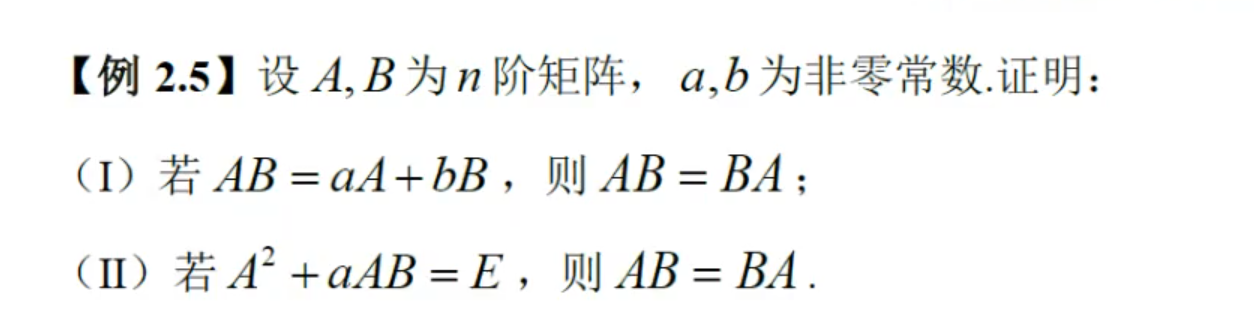 【例 2.5】设 A, B 为 n 阶矩阵， a,b 为非零常数.证明：
（I）若 AB = aA + bB ，则 AB = BA ；
（II）若 A² + aAB = E ，则 AB = BA .